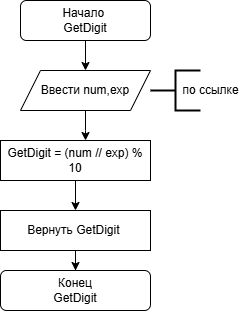 Начало
GetDigit
Ввести num,exp
по ссылке
GetDigit = (num // exp) %
10
Вернуть GetDigit
Конец
GetDigit